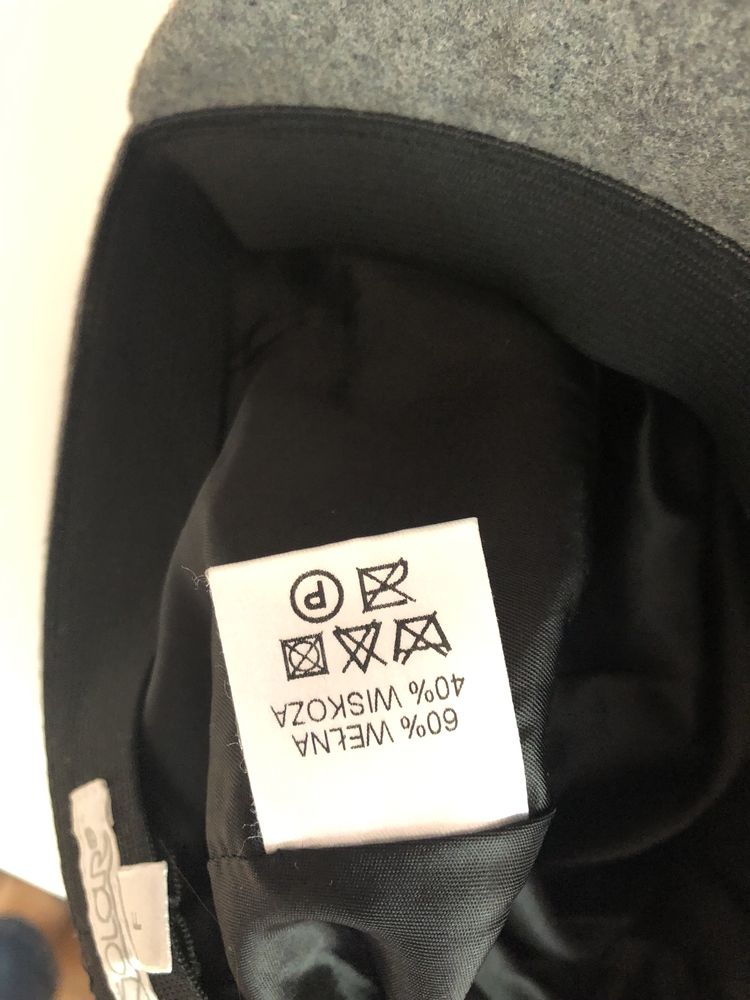 60% WEŁNA
40% WISKOZA
P
F